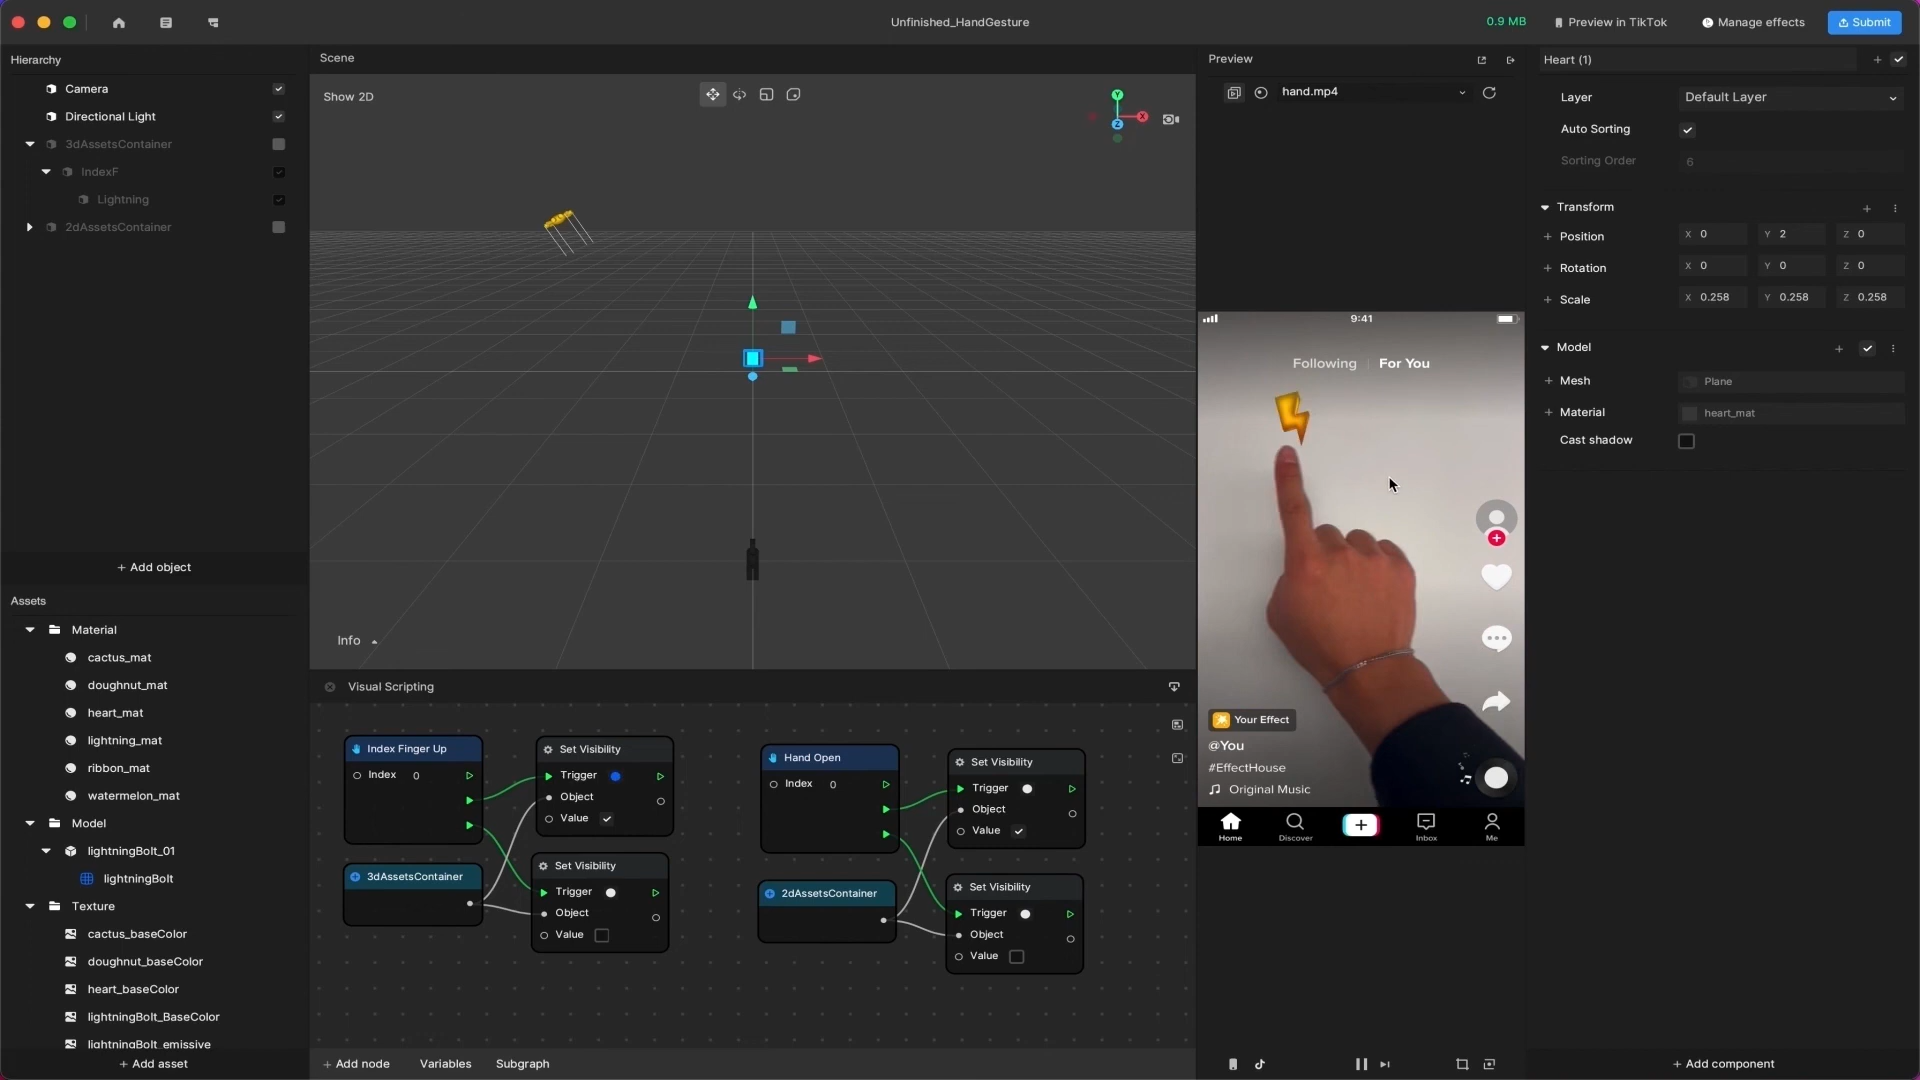 Unfinished_HandGesture
0.9 MB
Preview in TikTok
Manage effects
Submit
Hierarchy
Camera
Directional Light
3dAssetsContainer
IndexF
Lightning
2dAssetsContainer
+ Add object
Assets
Material
cactus_mat
doughnut_mat
heart_mat
lightning_mat
ribbon_mat
watermelon_mat
Model
lightningBolt_01
lightningBolt
Texture
cactus_baseColor
doughnut_baseColor
heart_baseColor
lightningBolt_BaseColor
lightningBolt_emissive
+ Add asset
Scene
Show 2D
Y
X
Z
Info
Visual Scripting
Index Finger Up
Index 0
Set Visibility
Trigger
Object
Value
3dAssetsContainer
Set Visibility
Trigger
Object
Value
Hand Open
Index 0
Set Visibility
Trigger
Object
Value
2dAssetsContainer
Set Visibility
Trigger
Object
Value
+ Add node
Variables
Subgraph
Preview
hand.mp4
9:41
Following
For You
Your Effect
@You
#EffectHouse
Original Music
Home
Discover
Inbox
Me
Heart (1)
Layer
Default Layer
Auto Sorting
Sorting Order 6
Transform
Position X 0 Y 2 Z 0
Rotation X 0 Y 0 Z 0
Scale X 0.258 Y 0.258 Z 0.258
Model
Mesh Plane
Material heart_mat
Cast shadow
+ Add component